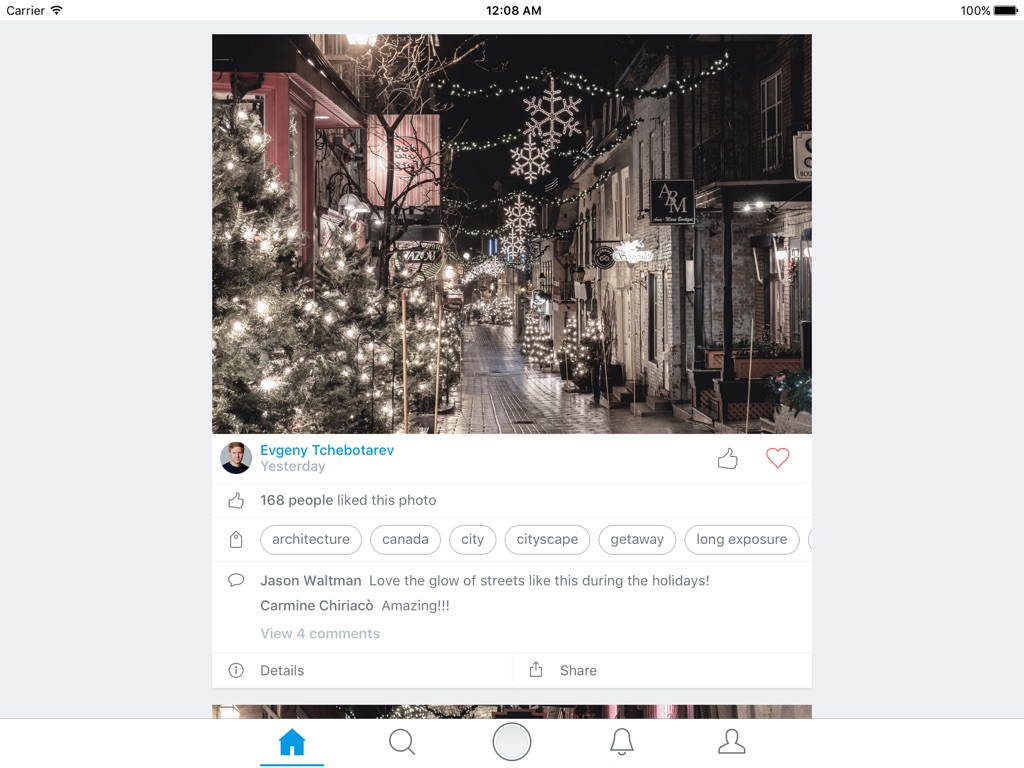 Carrier
12:08 AM
100%
AZOU
A
P
M
Evgeny Tchebotarev
Yesterday
168 people liked this photo
architecture
canada
city
cityscape
getaway
long exposure
Jason Waltman Love the glow of streets like this during the holidays!
Carmine Chiriacò Amazing!!!
View 4 comments
Details
Share